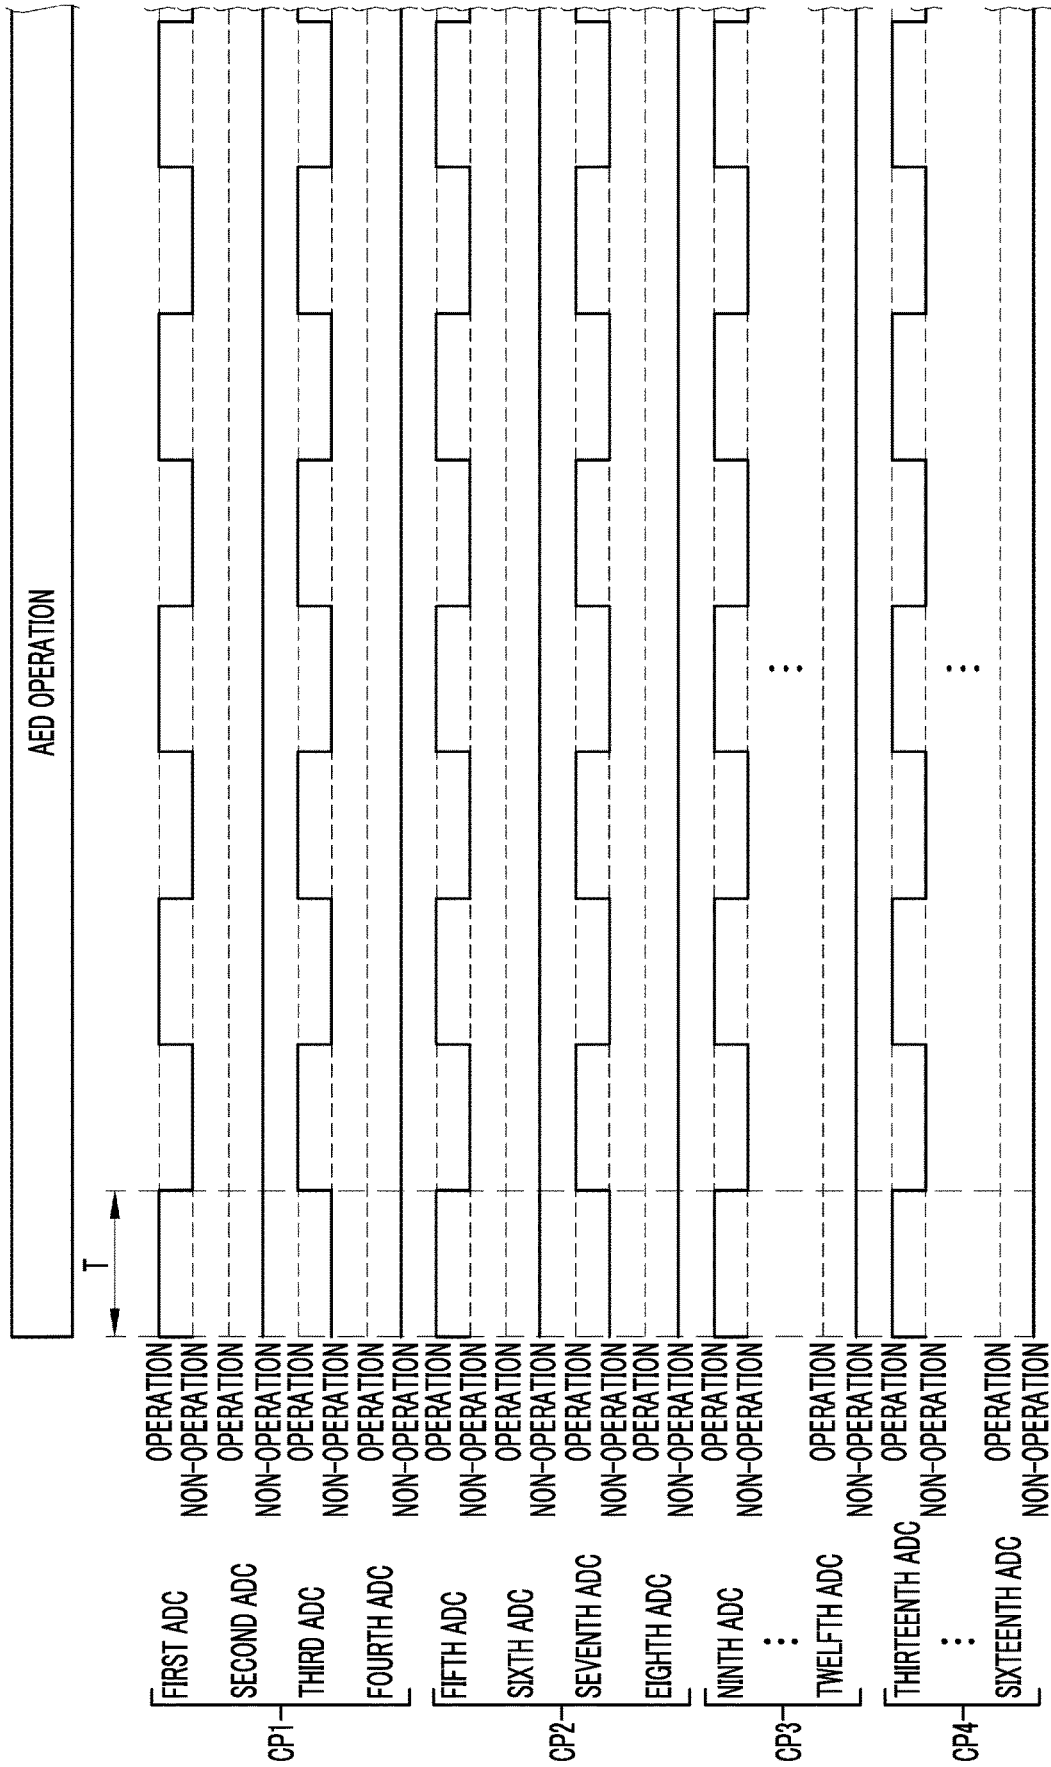 AED OPERATION
T
CP1
FIRST ADC
OPERATION
NON-OPERATION
SECOND ADC
OPERATION
NON-OPERATION
THIRD ADC
OPERATION
NON-OPERATION
FOURTH ADC
OPERATION
NON-OPERATION
CP2
FIFTH ADC
OPERATION
NON-OPERATION
SIXTH ADC
OPERATION
NON-OPERATION
SEVENTH ADC
OPERATION
NON-OPERATION
EIGHTH ADC
OPERATION
NON-OPERATION
CP3
NINTH ADC
OPERATION
NON-OPERATION
TWELFTH ADC
OPERATION
NON-OPERATION
CP4
THIRTEENTH ADC
OPERATION
NON-OPERATION
SIXTEENTH ADC
OPERATION
NON-OPERATION